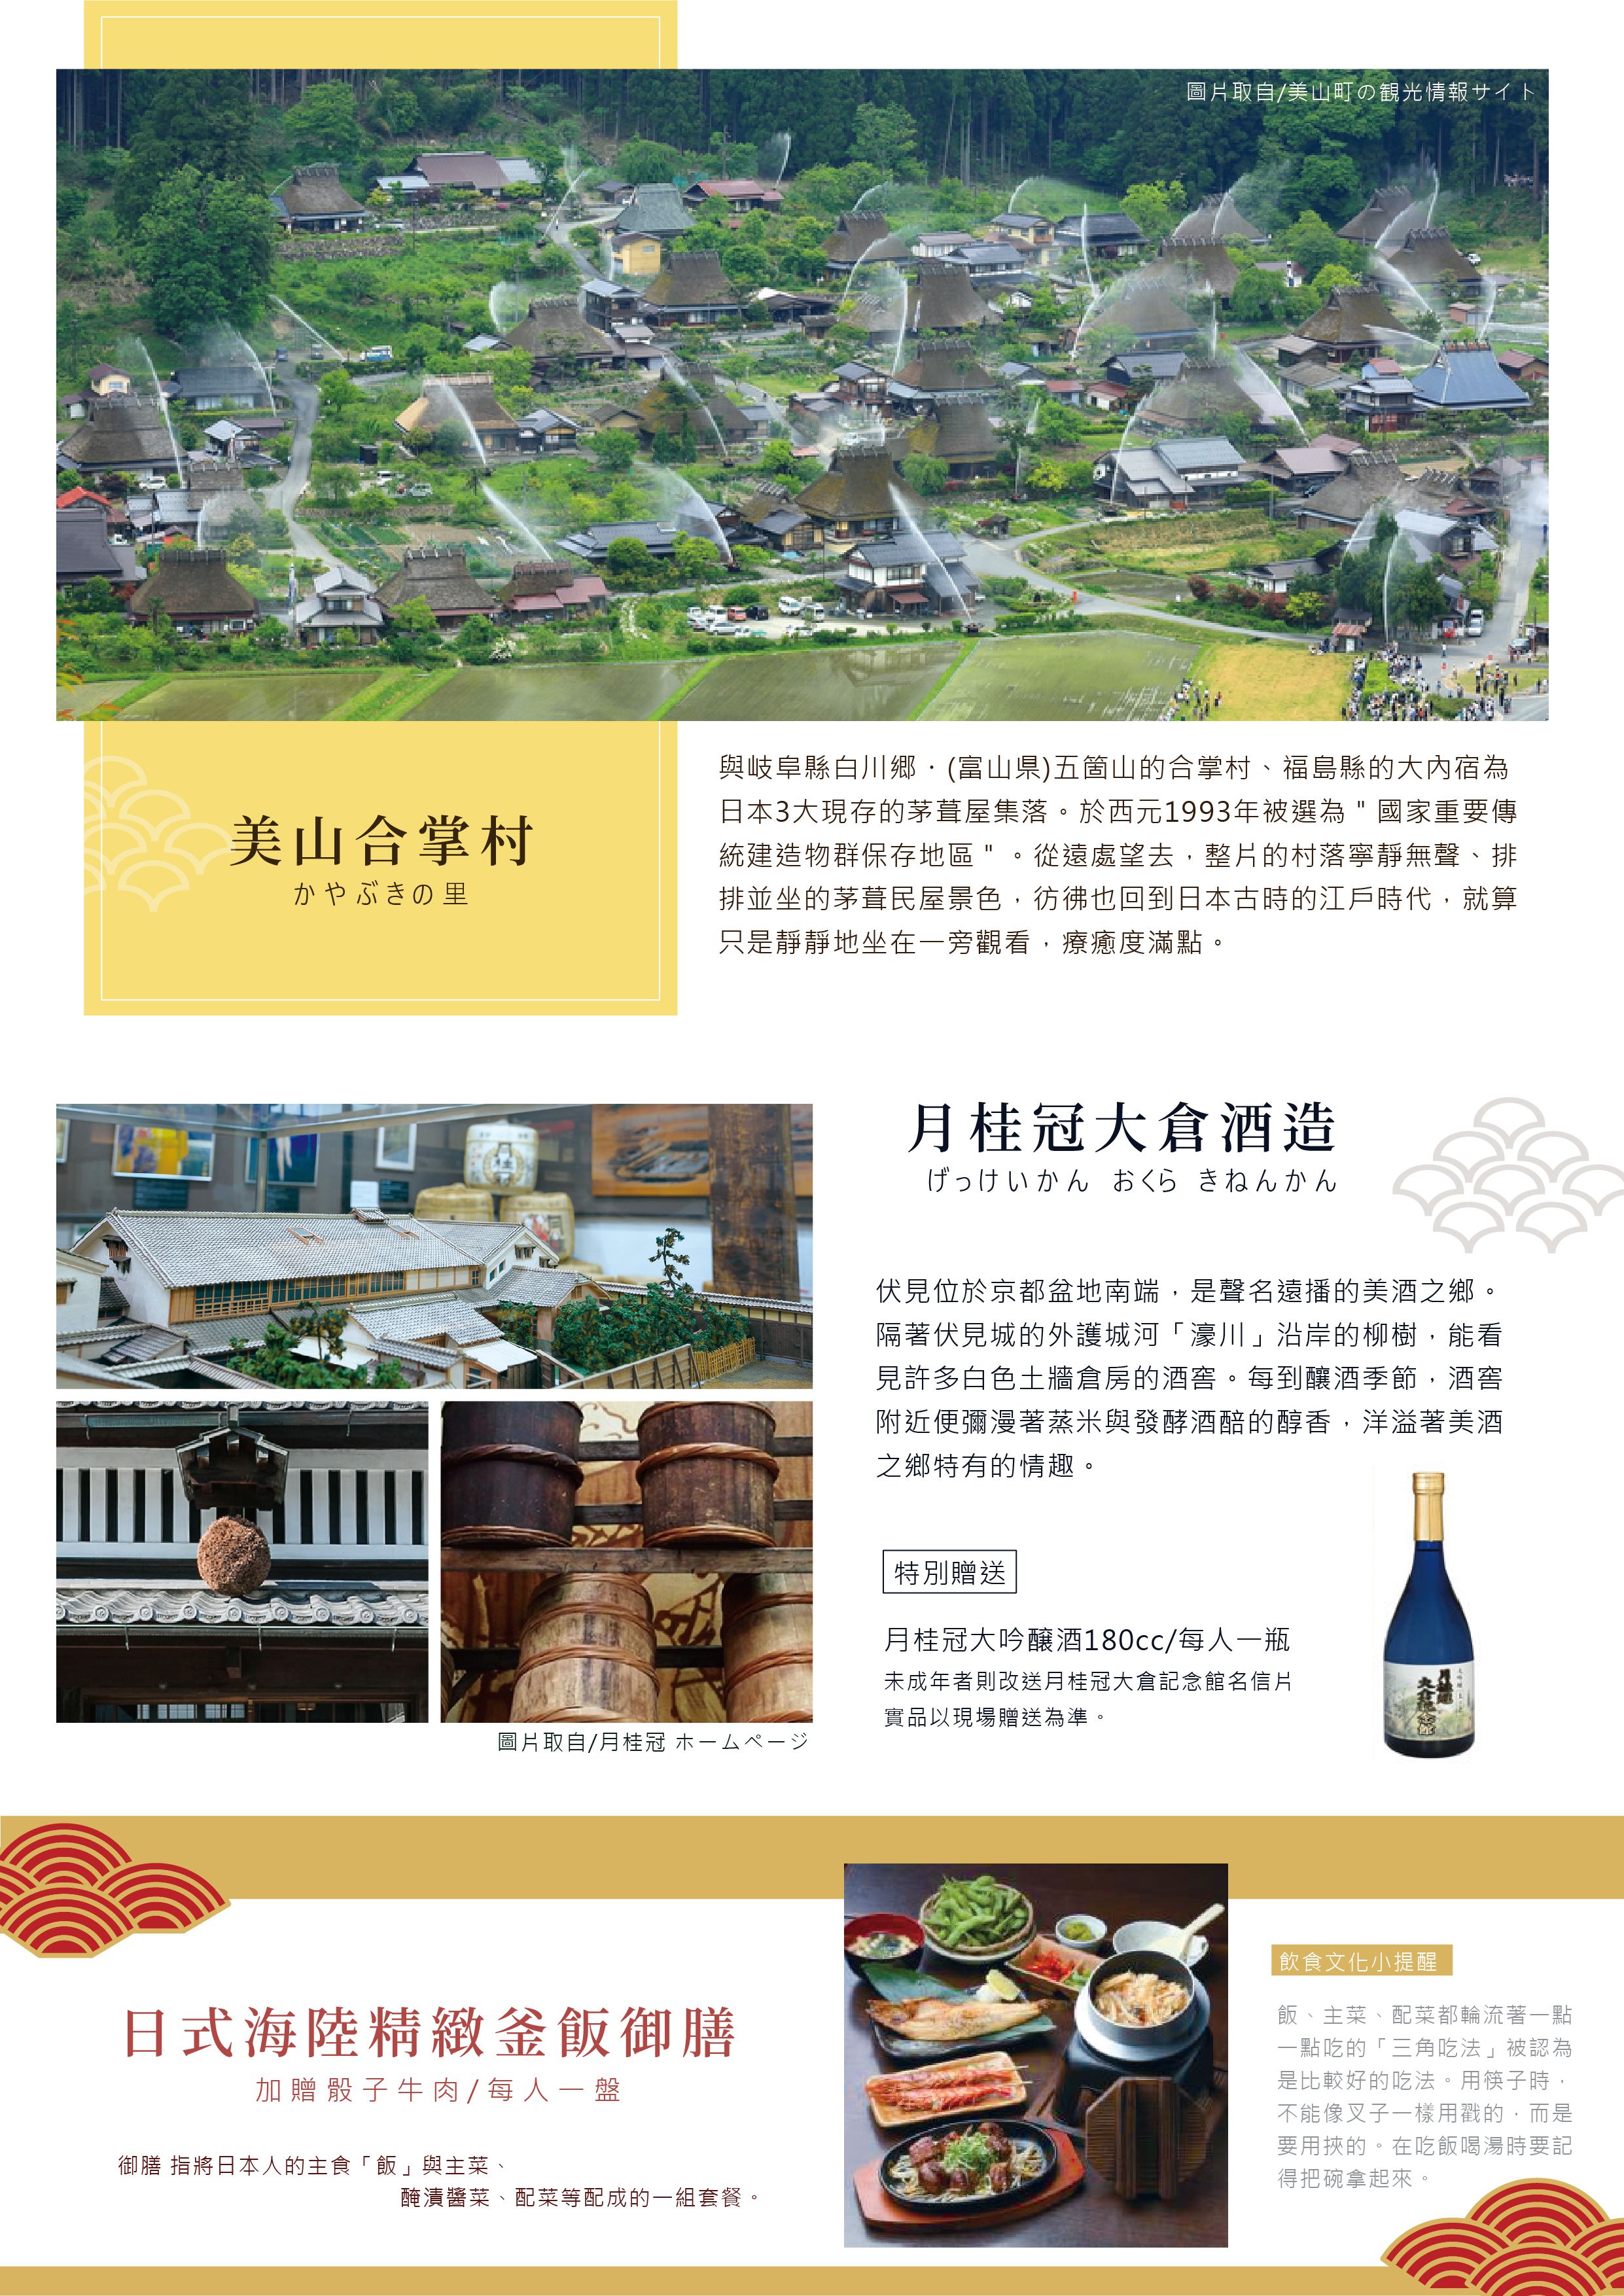 圖片取自/美山町の観光情報サイト
美山合掌村
かやぶきの里
與岐阜縣白川鄉・(富山県)五箇山的合掌村、福島縣的大內宿為
日本3大現存的茅葺屋集落。於西元1993年被選為＂國家重要傳
統建造物群保存地區＂。從遠處望去，整片的村落寧靜無聲、排
排並坐的茅葺民屋景色，彷彿也回到日本古時的江戶時代，就算
只是靜靜地坐在一旁觀看，療癒度滿點。
月桂冠大倉酒造
げっけいかん おくら きねんかん
伏見位於京都盆地南端，是聲名遠播的美酒之鄉。
隔著伏見城的外護城河「濠川」沿岸的柳樹，能看
見許多白色土牆倉房的酒窖。每到釀酒季節，酒窖
附近便彌漫著蒸米與發酵酒醅的醇香，洋溢著美酒
之鄉特有的情趣。
特別贈送
月桂冠大吟醸酒180cc/每人一瓶
未成年者則改送月桂冠大倉記念館名信片
實品以現場贈送為準。
圖片取自/月桂冠 ホームページ
日式海陸精緻釜飯御膳
加贈骰子牛肉/每人一盤
御膳 指將日本人的主食「飯」與主菜、
醃漬醬菜、配菜等配成的一組套餐。
飲食文化小提醒
飯、主菜、配菜都輪流著一點
一點吃的「三角吃法」被認為
是比較好的吃法。用筷子時，
不能像叉子一樣用戳的，而是
要用挾的。在吃飯喝湯時要記
得把碗拿起來。